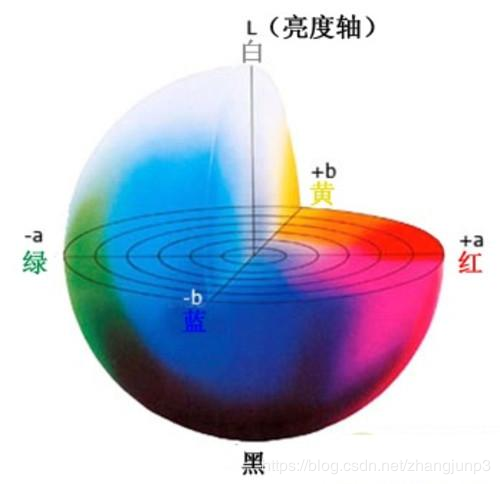 L（亮度轴）
白
+b
黄
-a
绿
+a
红
-b
蓝
黑
https://blog.csdn.net/zhangjunp3